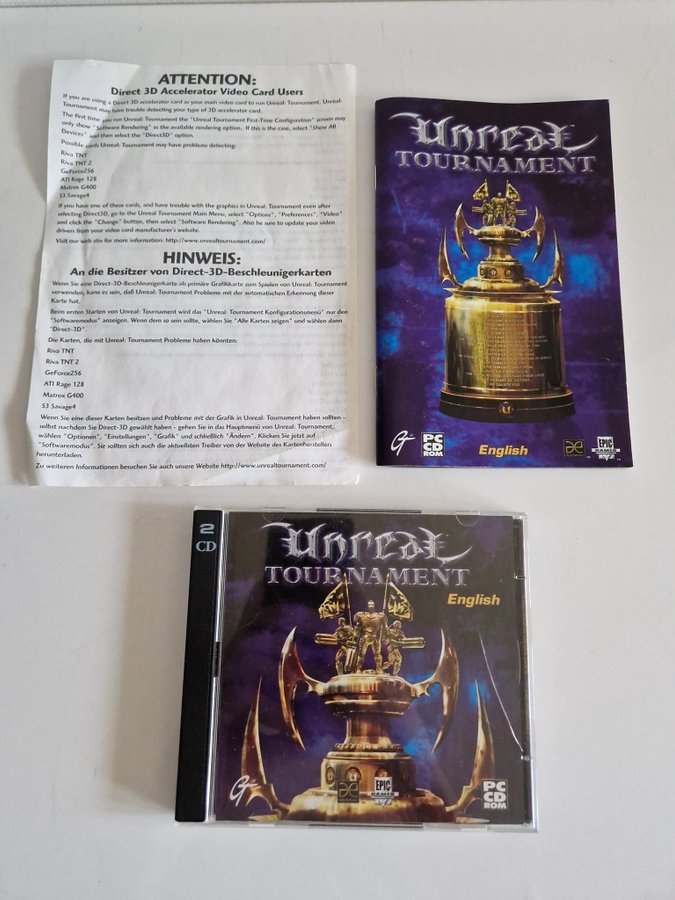 ATTENTION:
Direct 3D Accelerator Video Card Users
If you are using a Direct 3D accelerator card as your main video card to run Unreal: Tournament, Unreal:
Tournament may have trouble detecting your type of 3D accelerator card.
The first time you run Unreal: Tournament the "Unreal Tournament First-Time Configuration" screen may
only show "Software Rendering" as the available rendering option. If this is the case, select "Show All
Devices" and then select the "Direct3D" option.
Possible cards Unreal: Tournament may have problems detecting:
Riva TNT
Riva TNT 2
GeForce256
ATI Rage 128
Matrox G400
S3 Savage4
If you have one of these cards, and have trouble with the graphics in Unreal: Tournament even after
selecting Direct3D, go to the Unreal Tournament Main Menu, select "Options", "Preferences", "Video"
and click the "Change" button, then select "Software Rendering". Also be sure to update your video
drivers from your video card manufacturer's website.
Visit our web site for more information: http://www.unrealtournament.com/
HINWEIS:
An die Besitzer von Direct-3D-Beschleunigerkarten
Wenn Sie eine Direct-3D-Beschleunigerkarte als primäre Grafikkarte zum Spielen von Unreal: Tournament
verwenden, kann es sein, daß Unreal: Tournament Probleme mit der automatischen Erkennung dieser
Karte hat.
Beim ersten Starten von Unreal: Tournament wird das "Unreal: Tournament Konfigurationsmenü" nur den
"Softwaremodus" anzeigen. Wenn dem so sein sollte, wählen Sie "Alle Karten zeigen" und wählen dann
"Direct-3D".
Die Karten, die mit Unreal: Tournament Probleme haben könnten:
Riva TNT
Riva TNT 2
GeForce256
ATI Rage 128
Matrox G400
S3 Savage4
Wenn Sie eine dieser Karten besitzen und Probleme mit der Grafik in Unreal: Tournament haben sollten -
selbst nachdem Sie Direct-3D gewählt haben - gehen Sie in das Hauptmenü von Unreal: Tournament,
wählen "Optionen", "Einstellungen", "Grafik" und schließlich "Ändern". Klicken Sie jetzt auf
"Softwaremodus". Sie sollten sich auch die aktuellsten Treiber von der Website des Kartenherstellers
herunterladen.
Zu weiteren Informationen besuchen Sie auch unsere Website http://www.unrealtournament.com/
Unreal
TOURNAMENT
PC
CD
ROM
English
EPIC
GAMES
2
CD
Unreal
TOURNAMENT
English
EPIC
GAMES
PC
CD
ROM